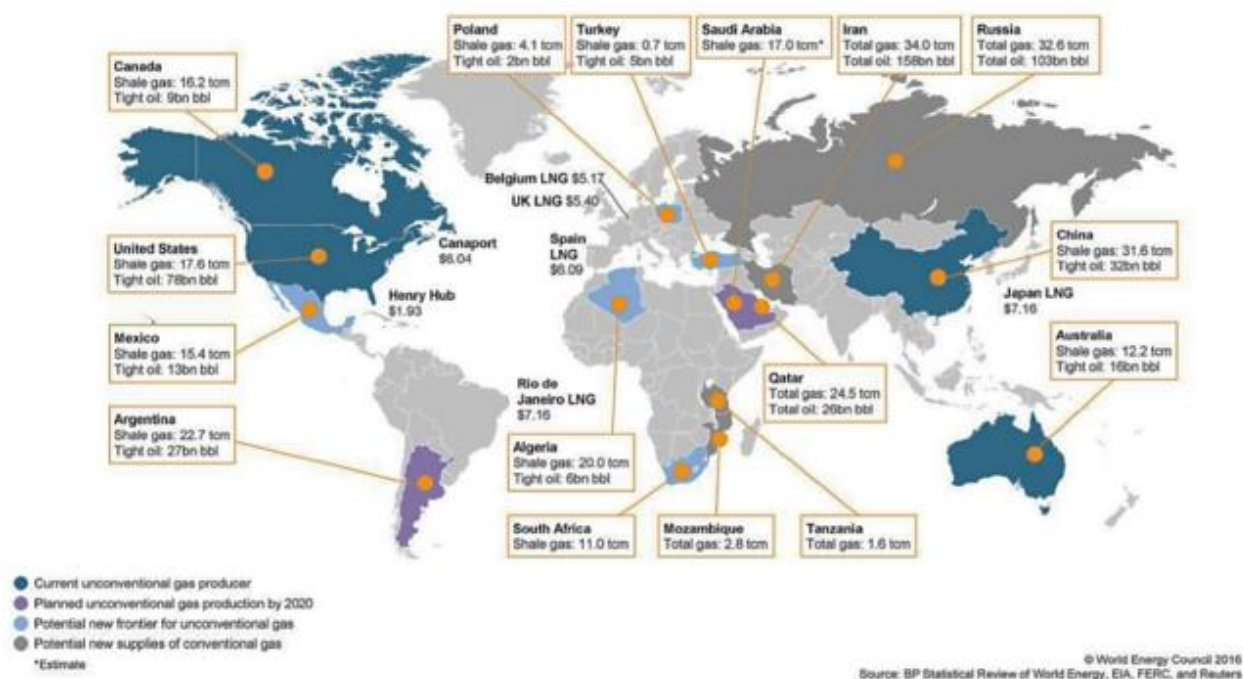 Poland
Shale gas: 4.1 tcm
Tight oil: 2bn bbl
Turkey
Shale gas: 0.7 tcm
Tight oil: 5bn bbl
Saudi Arabia
Shale gas: 17.0 tcm*
Iran
Total gas: 34.0 tcm
Total oil: 158bn bbl
Russia
Total gas: 32.6 tcm
Total oil: 103bn bbl
Canada
Shale gas: 16.2 tcm
Tight oil: 9bn bbl
Belgium LNG $5.17
UK LNG $5.40
United States
Shale gas: 17.6 tcm
Tight oil: 78bn bbl
Canaport
$6.04
Spain
LNG
$6.09
China
Shale gas: 31.6 tcm
Tight oil: 32bn bbl
Henry Hub
$1.93
Japan LNG
$7.16
Mexico
Shale gas: 15.4 tcm
Tight oil: 13bn bbl
Australia
Shale gas: 12.2 tcm
Tight oil: 16bn bbl
Rio de
Janeiro LNG
$7.16
Qatar
Total gas: 24.5 tcm
Total oil: 26bn bbl
Argentina
Shale gas: 22.7 tcm
Tight oil: 27bn bbl
Algeria
Shale gas: 20.0 tcm
Tight oil: 6bn bbl
South Africa
Shale gas: 11.0 tcm
Mozambique
Total gas: 2.8 tcm
Tanzania
Total gas: 1.6 tcm
Current unconventional gas producer
Planned unconventional gas production by 2020
Potential new frontier for unconventional gas
Potential new supplies of conventional gas
*Estimate
© World Energy Council 2016
Source: BP Statistical Review of World Energy, EIA, FERC, and Reuters